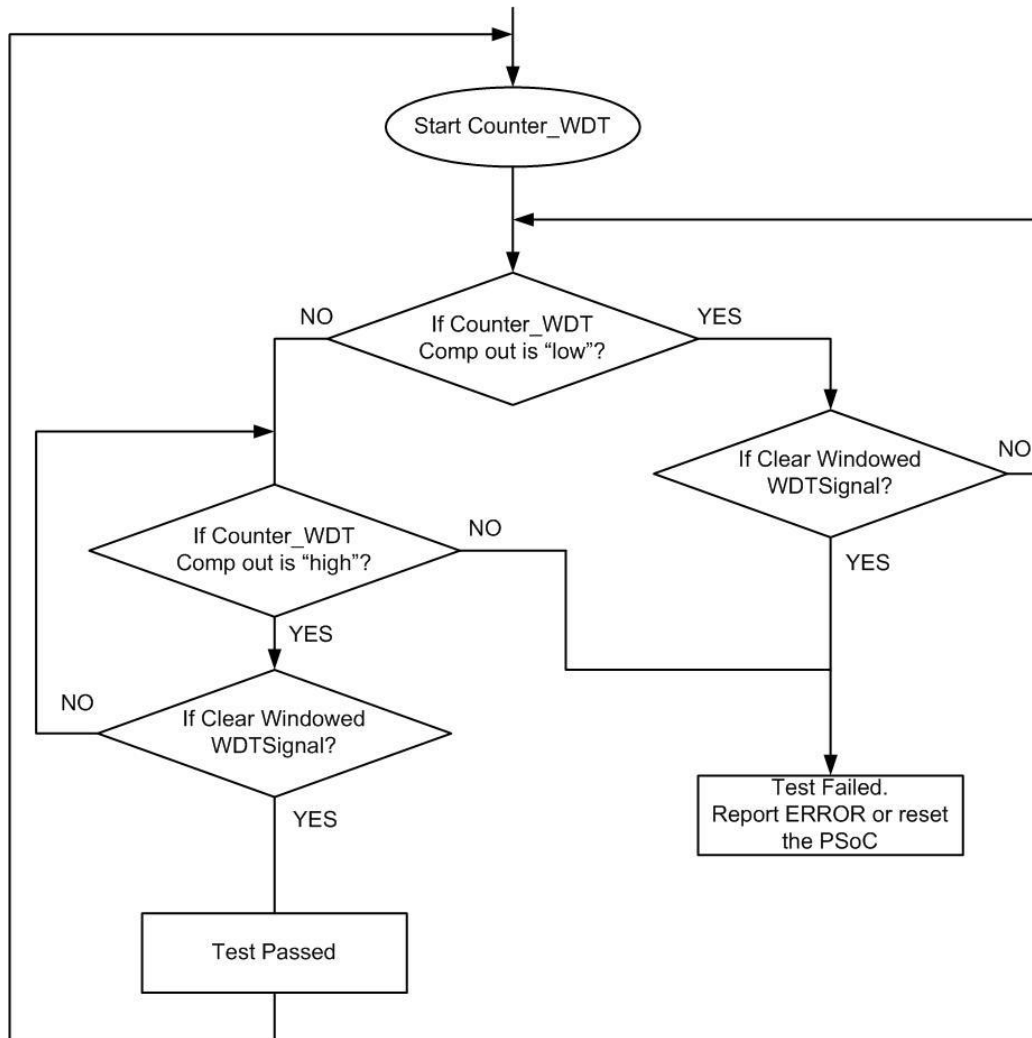 Start Counter_WDT
NO
YES
If Counter_WDT
Comp out is “low”?
If Clear Windowed
WDTSignal?
NO
If Counter_WDT
Comp out is “high”?
NO
YES
YES
If Clear Windowed
WDTSignal?
NO
YES
Test Failed.
Report ERROR or reset
the PSoC
Test Passed